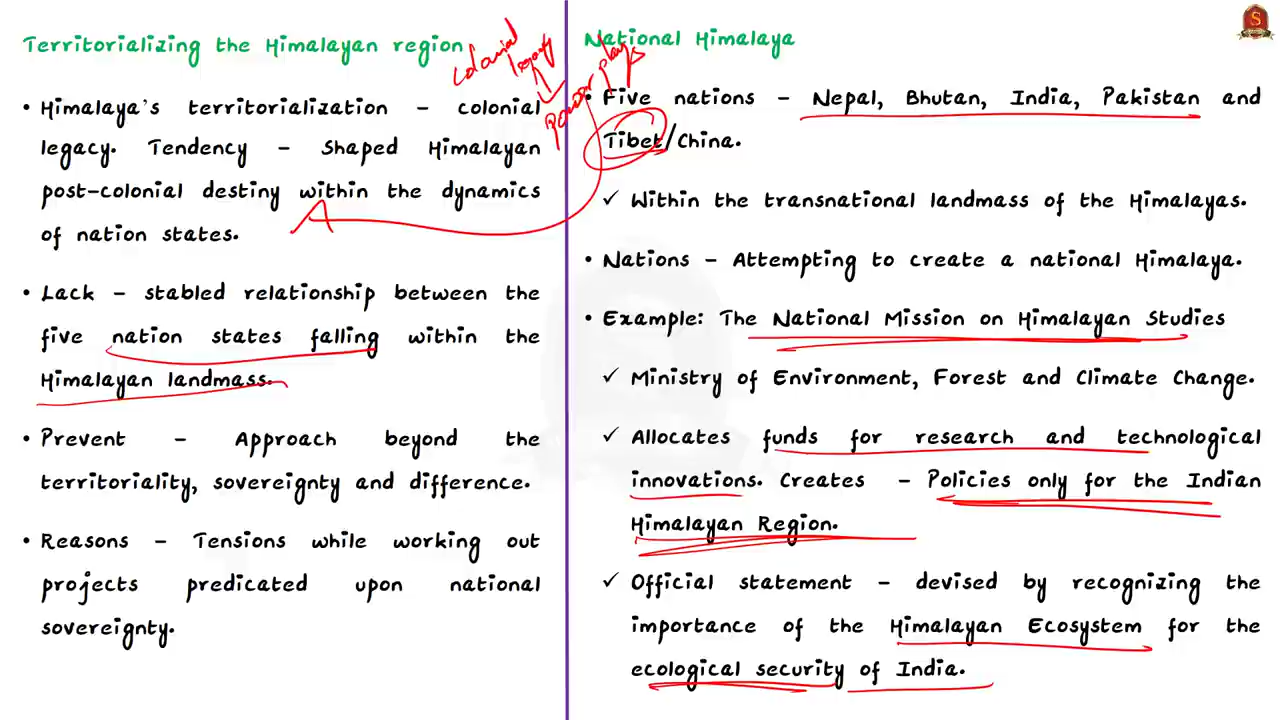 Territorializing the Himalayan region
• Himalaya's territorialization – colonial
legacy. Tendency – Shaped Himalayan
post-colonial destiny within the dynamics
of nation states.
• Lack – stabled relationship between the
five nation states falling within the
Himalayan landmass.
• Prevent – Approach beyond the
territoriality, sovereignty and difference.
• Reasons – Tensions while working out
projects predicated upon national
sovereignty.
colonial
legacy
power play
National Himalaya
• Five nations – Nepal, Bhutan, India, Pakistan and
Tibet/China.
✓ Within the transnational landmass of the Himalayas.
• Nations – Attempting to create a national Himalaya.
• Example: The National Mission on Himalayan Studies
✓ Ministry of Environment, Forest and Climate Change.
✓ Allocates funds for research and technological
innovations. Creates – Policies only for the Indian
Himalayan Region.
✓ Official statement – devised by recognizing the
importance of the Himalayan Ecosystem for the
ecological security of India.
S